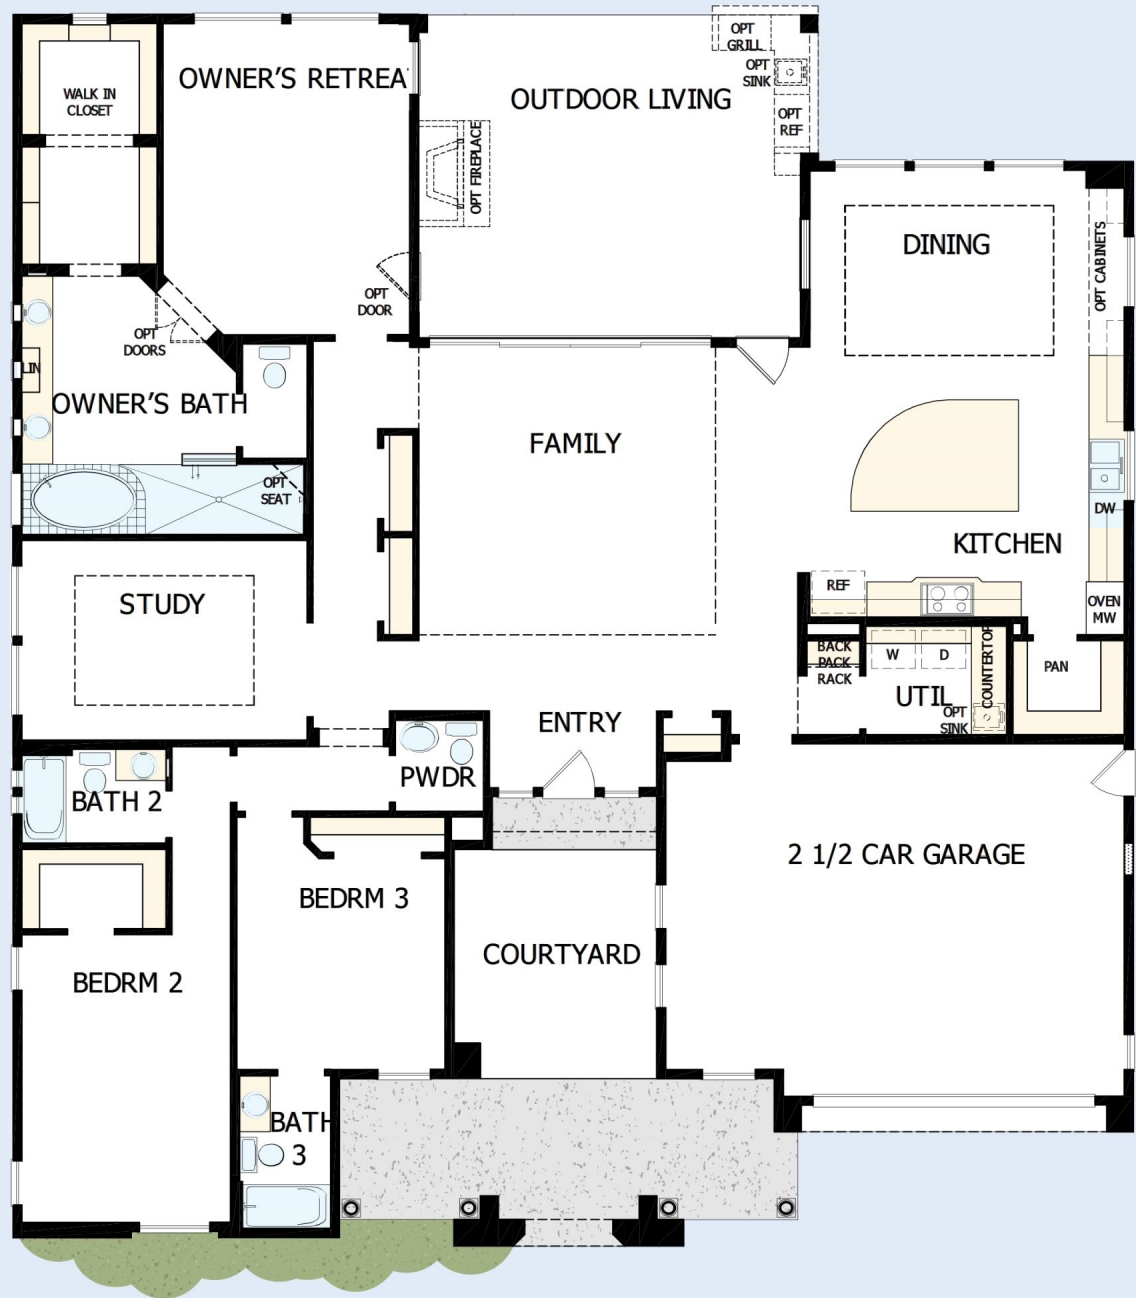 OPT
GRILL
OWNER'S RETREA
OPT
SINK
WALK IN
CLOSET
OUTDOOR LIVING
OPT
REF
OPT FIREPLACE
DINING
OPT CABINETS
OPT
DOOR
OPT
DOORS
LIN
OWNER'S BATH
FAMILY
OPT
SEAT
DW
KITCHEN
REF
OVEN
MW
STUDY
BACK
PACK
RACK
W
D
COUNTERTOP
PAN
UTIL
OPT
SINK
ENTRY
PWDR
BATH 2
2 1/2 CAR GARAGE
BEDRM 3
COURTYARD
BEDRM 2
BATH
3